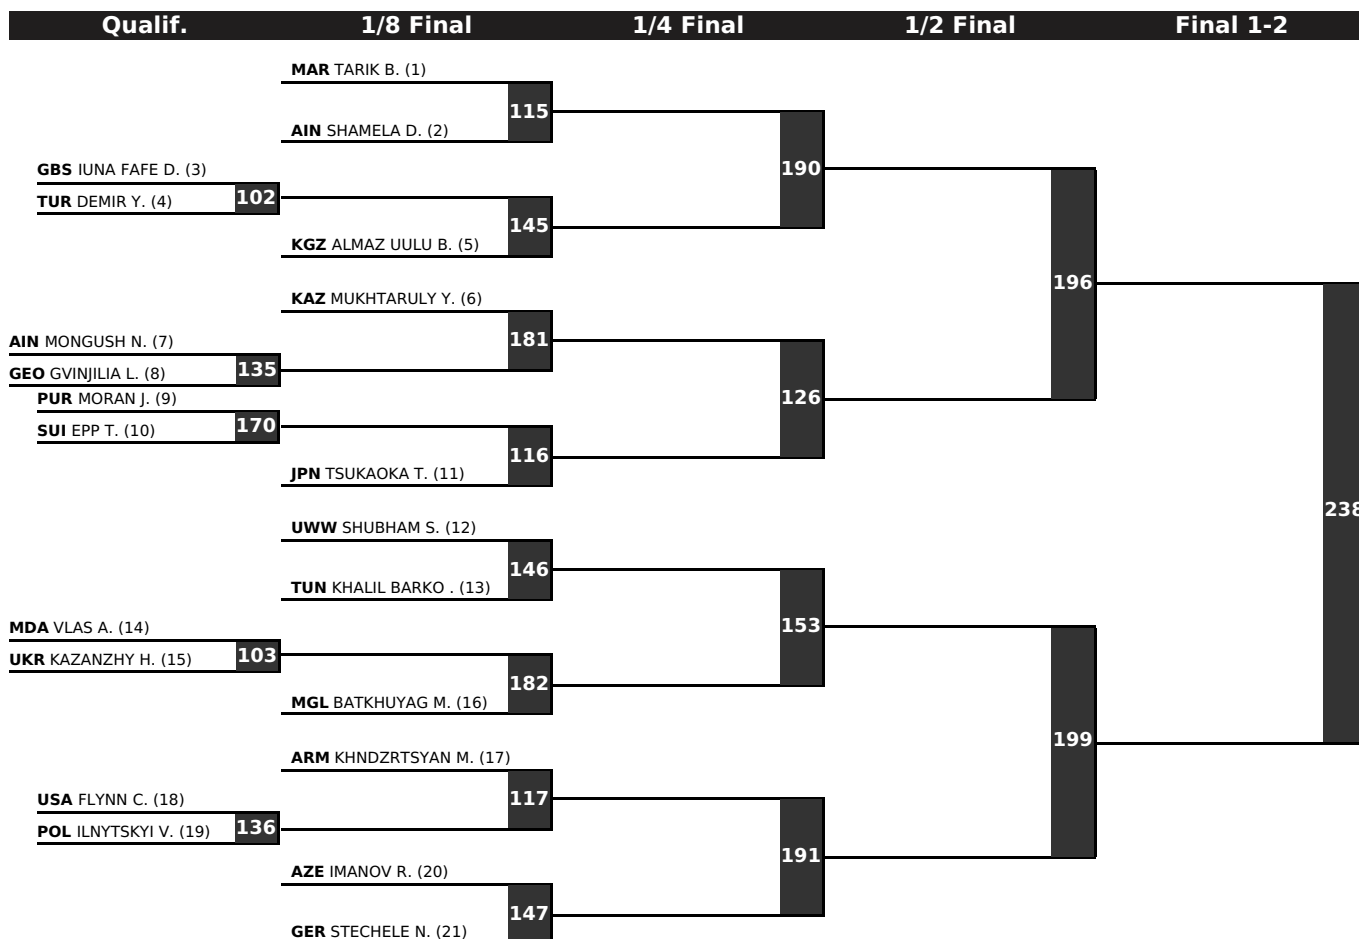 Qualif. 1/8 Final 1/4 Final 1/2 Final Final 1-2
MAR TARIK B. (1)
115
AIN SHAMELA D. (2)
190
GBS IUNA FAFE D. (3)
102
TUR DEMIR Y. (4)
145
KGZ ALMAZ UULU B. (5)
196
KAZ MUKHTARULY Y. (6)
181
AIN MONGUSH N. (7)
135
GEO GVINJILIA L. (8)
126
PUR MORAN J. (9)
170
SUI EPP T. (10)
116
JPN TSUKAOKA T. (11)
238
UWW SHUBHAM S. (12)
146
TUN KHALIL BARKO . (13)
153
MDA VLAS A. (14)
103
UKR KAZANZHY H. (15)
182
MGL BATKHUYAG M. (16)
199
ARM KHNDZRTSYAN M. (17)
117
USA FLYNN C. (18)
136
POL ILNYTSKYI V. (19)
191
AZE IMANOV R. (20)
147
GER STECHELE N. (21)